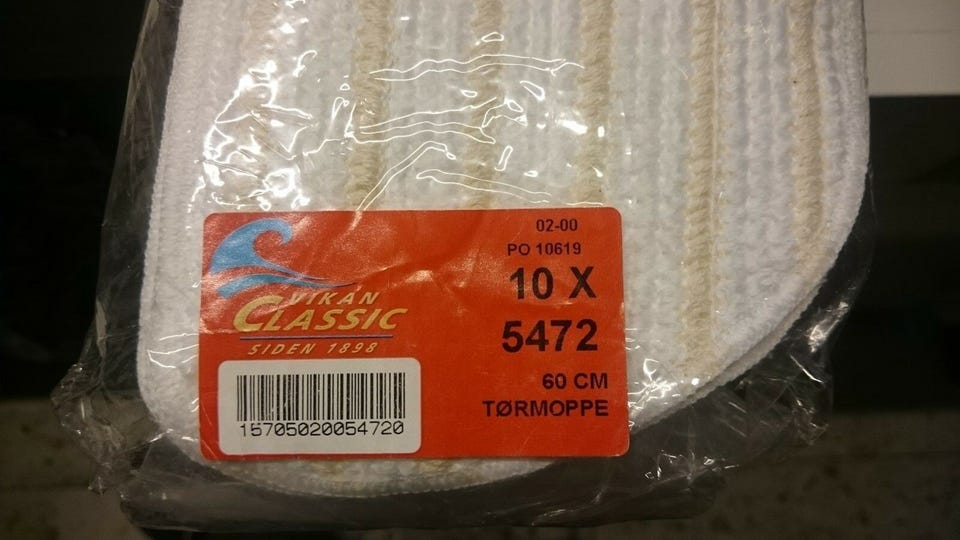 02-00
PO 10619
10 X
5472
60 CM
TØRMOPPE
VIKAN
CLASSIC
SIDEN 1898
15705020054720